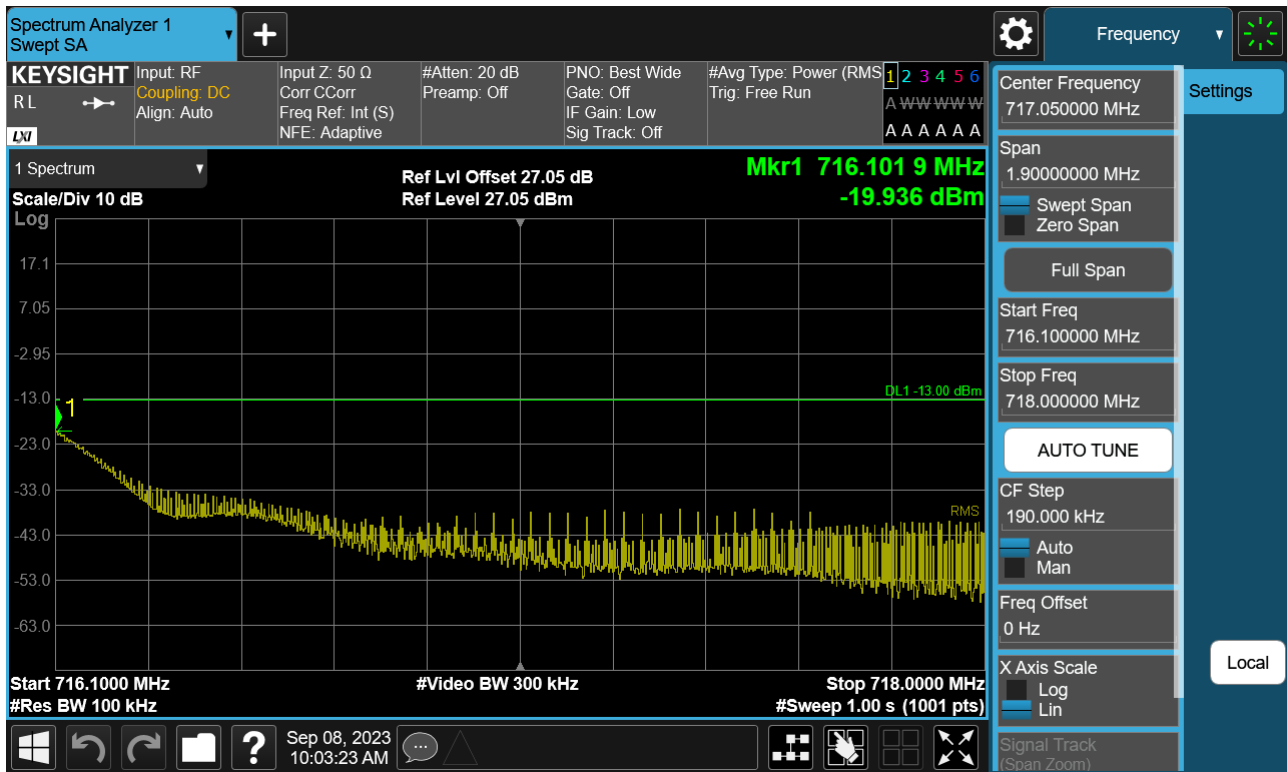 Spectrum Analyzer 1
Swept SA
+
Frequency
KEYSIGHT
R L
LXI
Input: RF
Coupling: DC
Align: Auto
Input Z: 50 Ω
Corr CCorr
Freq Ref: Int (S)
NFE: Adaptive
#Atten: 20 dB
Preamp: Off
PNO: Best Wide
Gate: Off
IF Gain: Low
Sig Track: Off
#Avg Type: Power (RMS
Trig: Free Run
1 2 3 4 5 6
A W W W W W
A A A A A A
1 Spectrum
Scale/Div 10 dB
Log
Ref Lvl Offset 27.05 dB
Ref Level 27.05 dBm
Mkr1 716.101 9 MHz
-19.936 dBm
17.1
7.05
-2.95
-13.0
-23.0
-33.0
-43.0
-53.0
-63.0
1
DL1 -13.00 dBm
RMS
Start 716.1000 MHz
#Res BW 100 kHz
#Video BW 300 kHz
Stop 718.0000 MHz
#Sweep 1.00 s (1001 pts)
Center Frequency
717.050000 MHz
Span
1.90000000 MHz
Swept Span
Zero Span
Full Span
Start Freq
716.100000 MHz
Stop Freq
718.000000 MHz
AUTO TUNE
CF Step
190.000 kHz
Auto
Man
Freq Offset
0 Hz
X Axis Scale
Log
Lin
Signal Track
(Span Zoom)
Settings
Local
?
Sep 08, 2023
10:03:23 AM